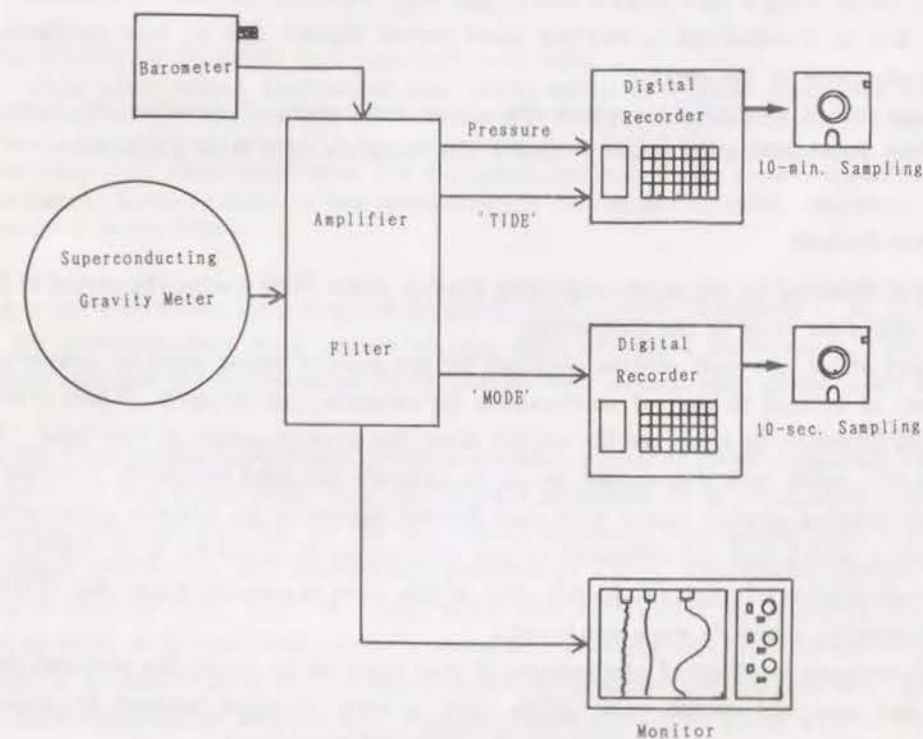 Barometer
Digital
Recorder
Pressure
10-min. Sampling
Amplifier
'TIDE'
Superconducting
Gravity Meter
Filter
Digital
Recorder
'MODE'
10-sec. Sampling
Monitor